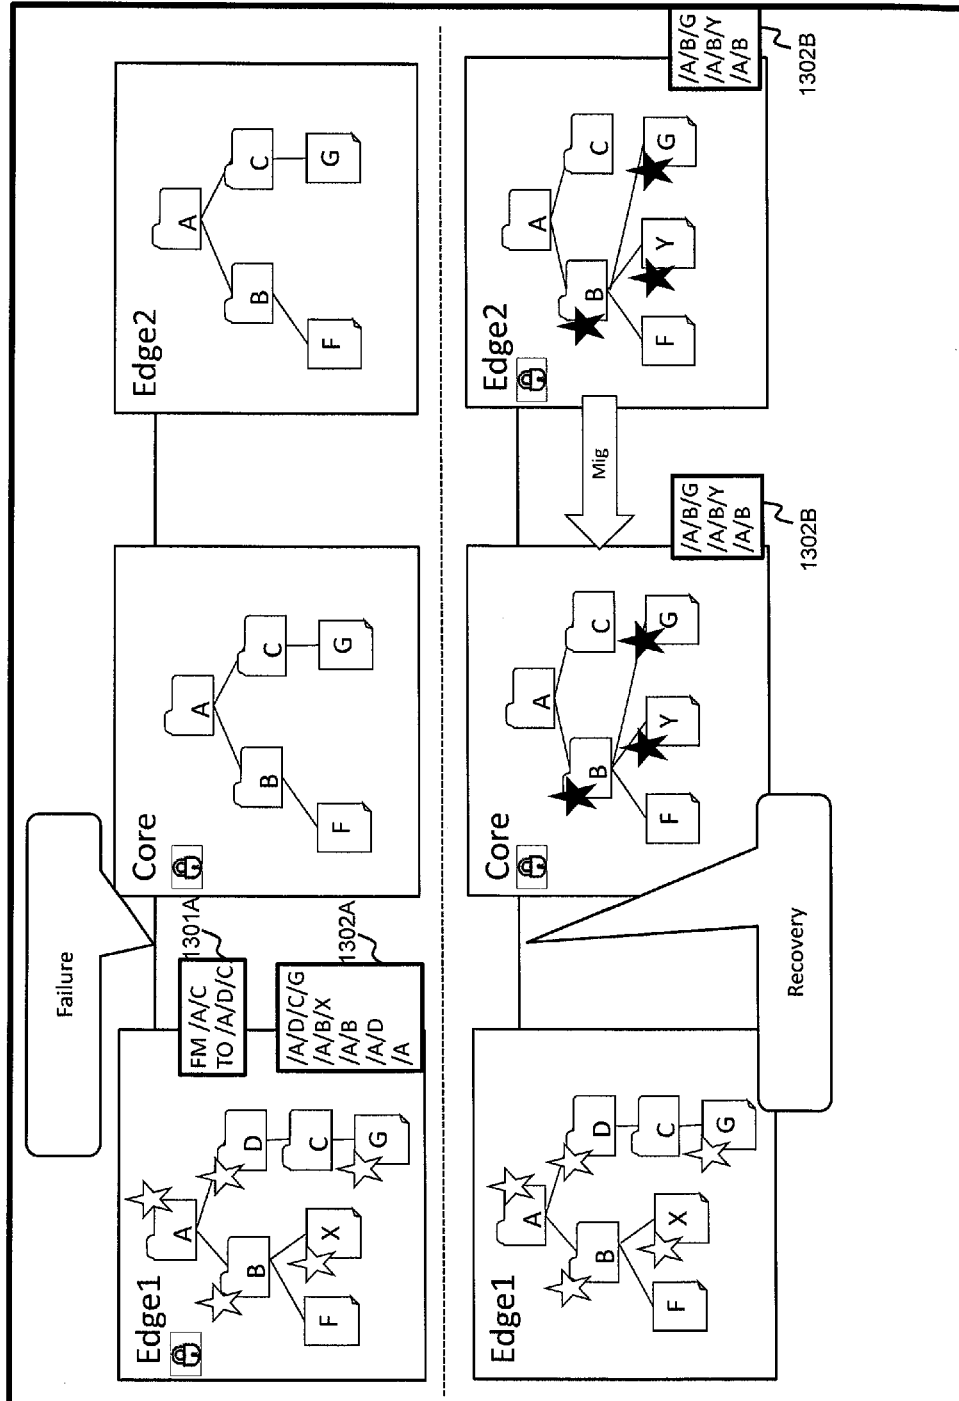 Failure
Edge1
A
B
D
F
X
C
G
FM /A/C
TO /A/D/C
1301A
/A/D/C/G
/A/B/X
/A/B
/A/D
/A
1302A
Core
A
B
C
F
G
Edge2
A
B
C
F
G
Edge1
A
B
D
F
X
C
G
Recovery
Core
A
B
C
F
Y
G
/A/B/G
/A/B/Y
/A/B
1302B
Mig
Edge2
A
B
C
F
Y
G
/A/B/G
/A/B/Y
/A/B
1302B